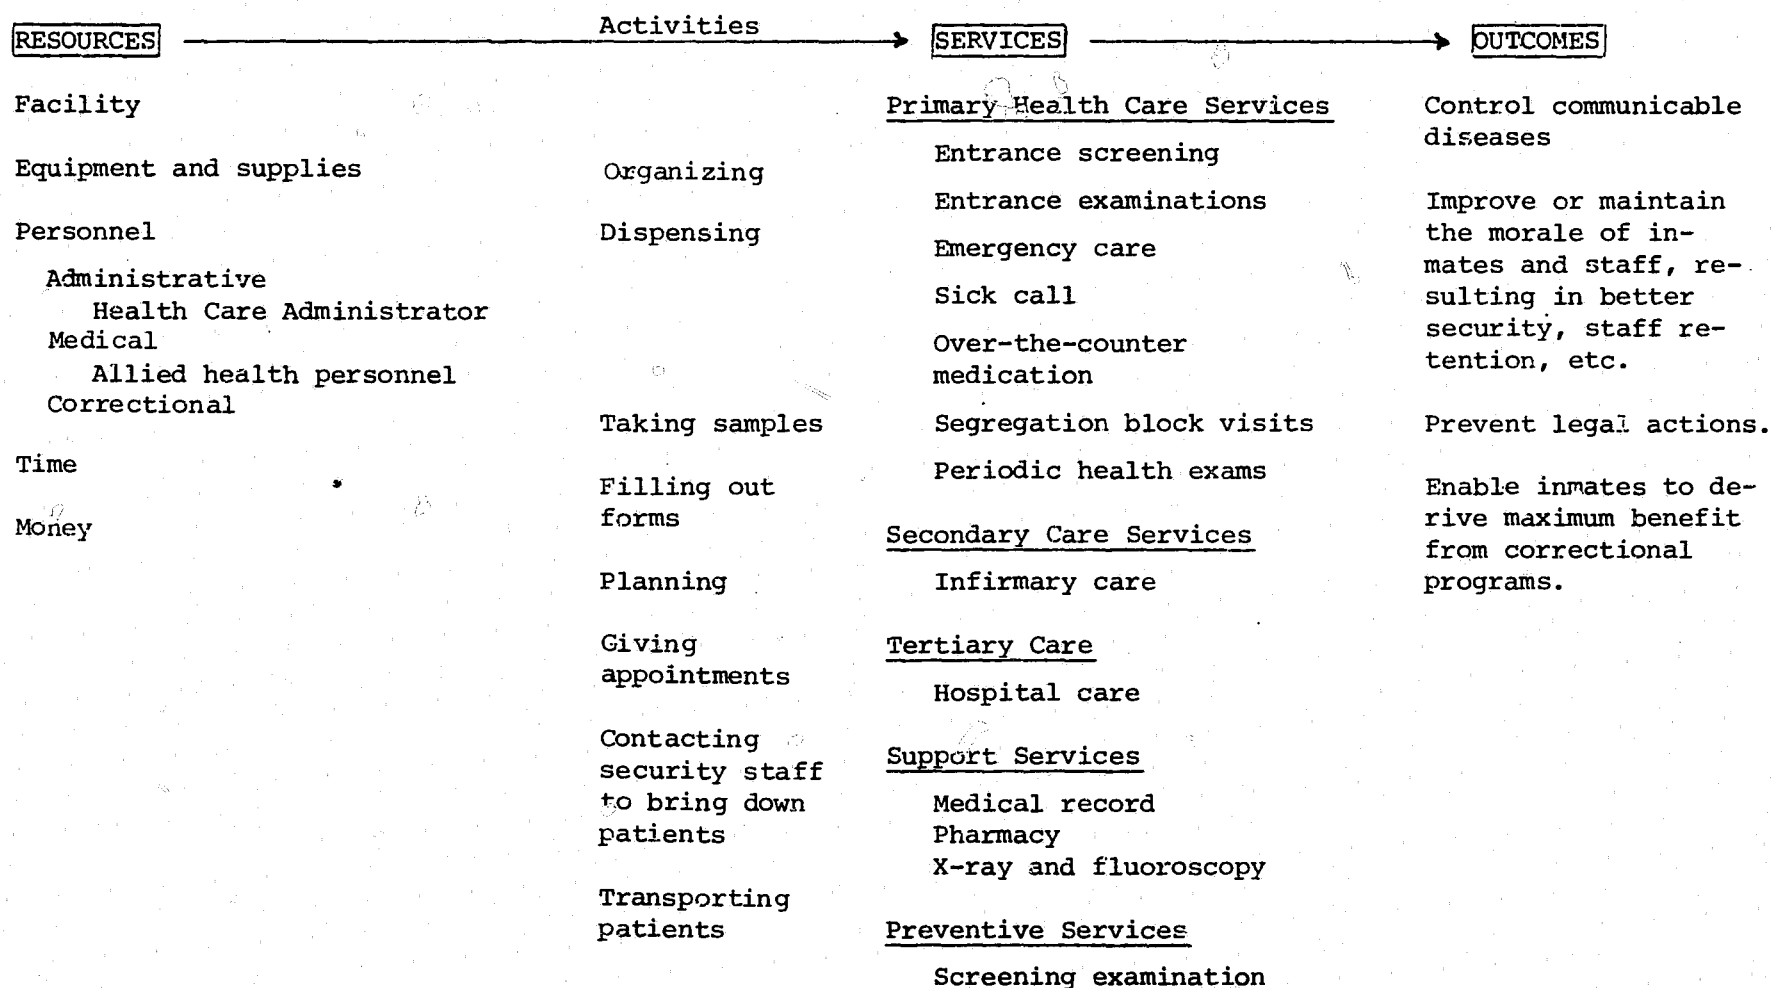 RESOURCES
Activities
SERVICES
OUTCOMES
Facility
Equipment and supplies
Personnel
Administrative
Health Care Administrator
Medical
Allied health personnel
Correctional
Time
Money
Organizing
Dispensing
Taking samples
Filling out
forms
Planning
Giving
appointments
Contacting
security staff
to bring down
patients
Transporting
patients
Primary Health Care Services
Entrance screening
Entrance examinations
Emergency care
Sick call
Over-the-counter
medication
Segregation block visits
Periodic health exams
Secondary Care Services
Infirmary care
Tertiary Care
Hospital care
Support Services
Medical record
Pharmacy
X-ray and fluoroscopy
Preventive Services
Screening examination
Control communicable
diseases
Improve or maintain
the morale of in-
mates and staff, re-
sulting in better
security, staff re-
tention, etc.
Prevent legal actions.
Enable inmates to de-
rive maximum benefit
from correctional
programs.